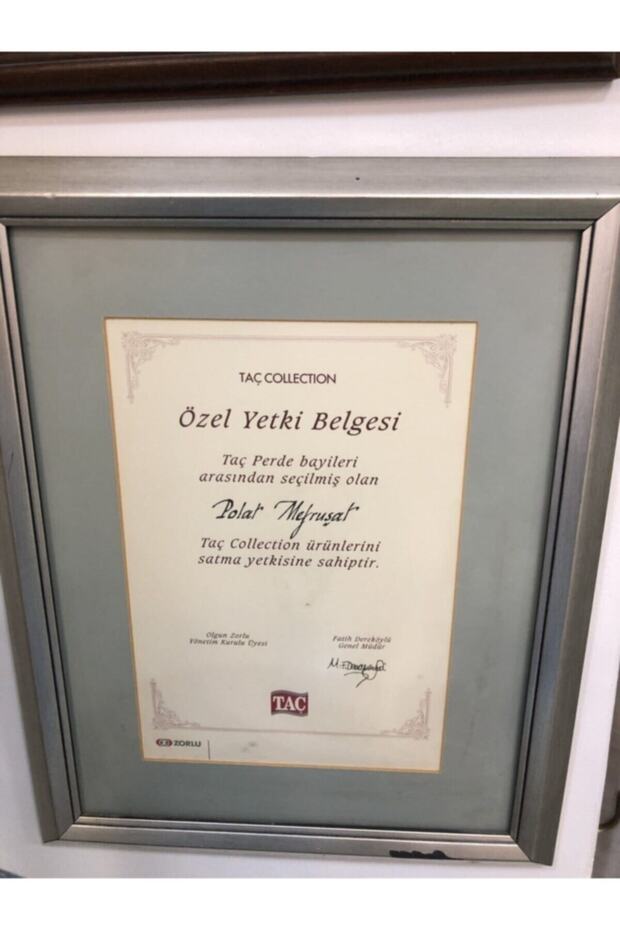 TAÇ COLLECTION
Özel Yetki Belgesi
Taç Perde bayileri
arasından seçilmiş olan
Polat Mefruşat
Taç Collection ürünlerini
satma yetkisine sahiptir.
Olgun Zorlu
Yönetim Kurulu Üyesi
Fatih Dereköylü
Genel Müdür
TAÇ
ZORLU